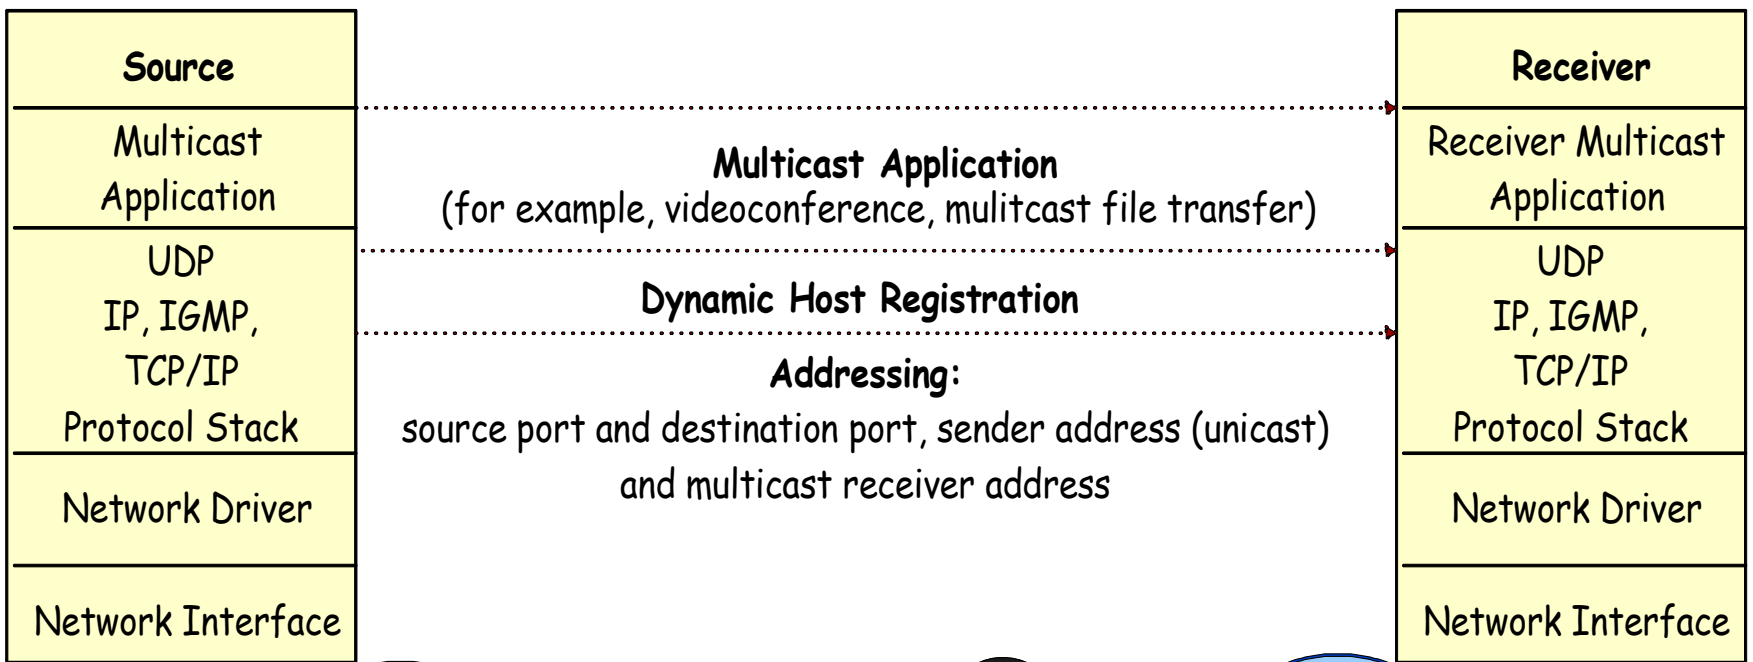 Source
Multicast
Application
UDP
IP, IGMP,
TCP/IP
Protocol Stack
Network Driver
Network Interface
Multicast Application
(for example, videoconference, mulitcast file transfer)
Dynamic Host Registration
Addressing:
source port and destination port, sender address (unicast)
and multicast receiver address
Receiver
Receiver Multicast
Application
UDP
IP, IGMP,
TCP/IP
Protocol Stack
Network Driver
Network Interface